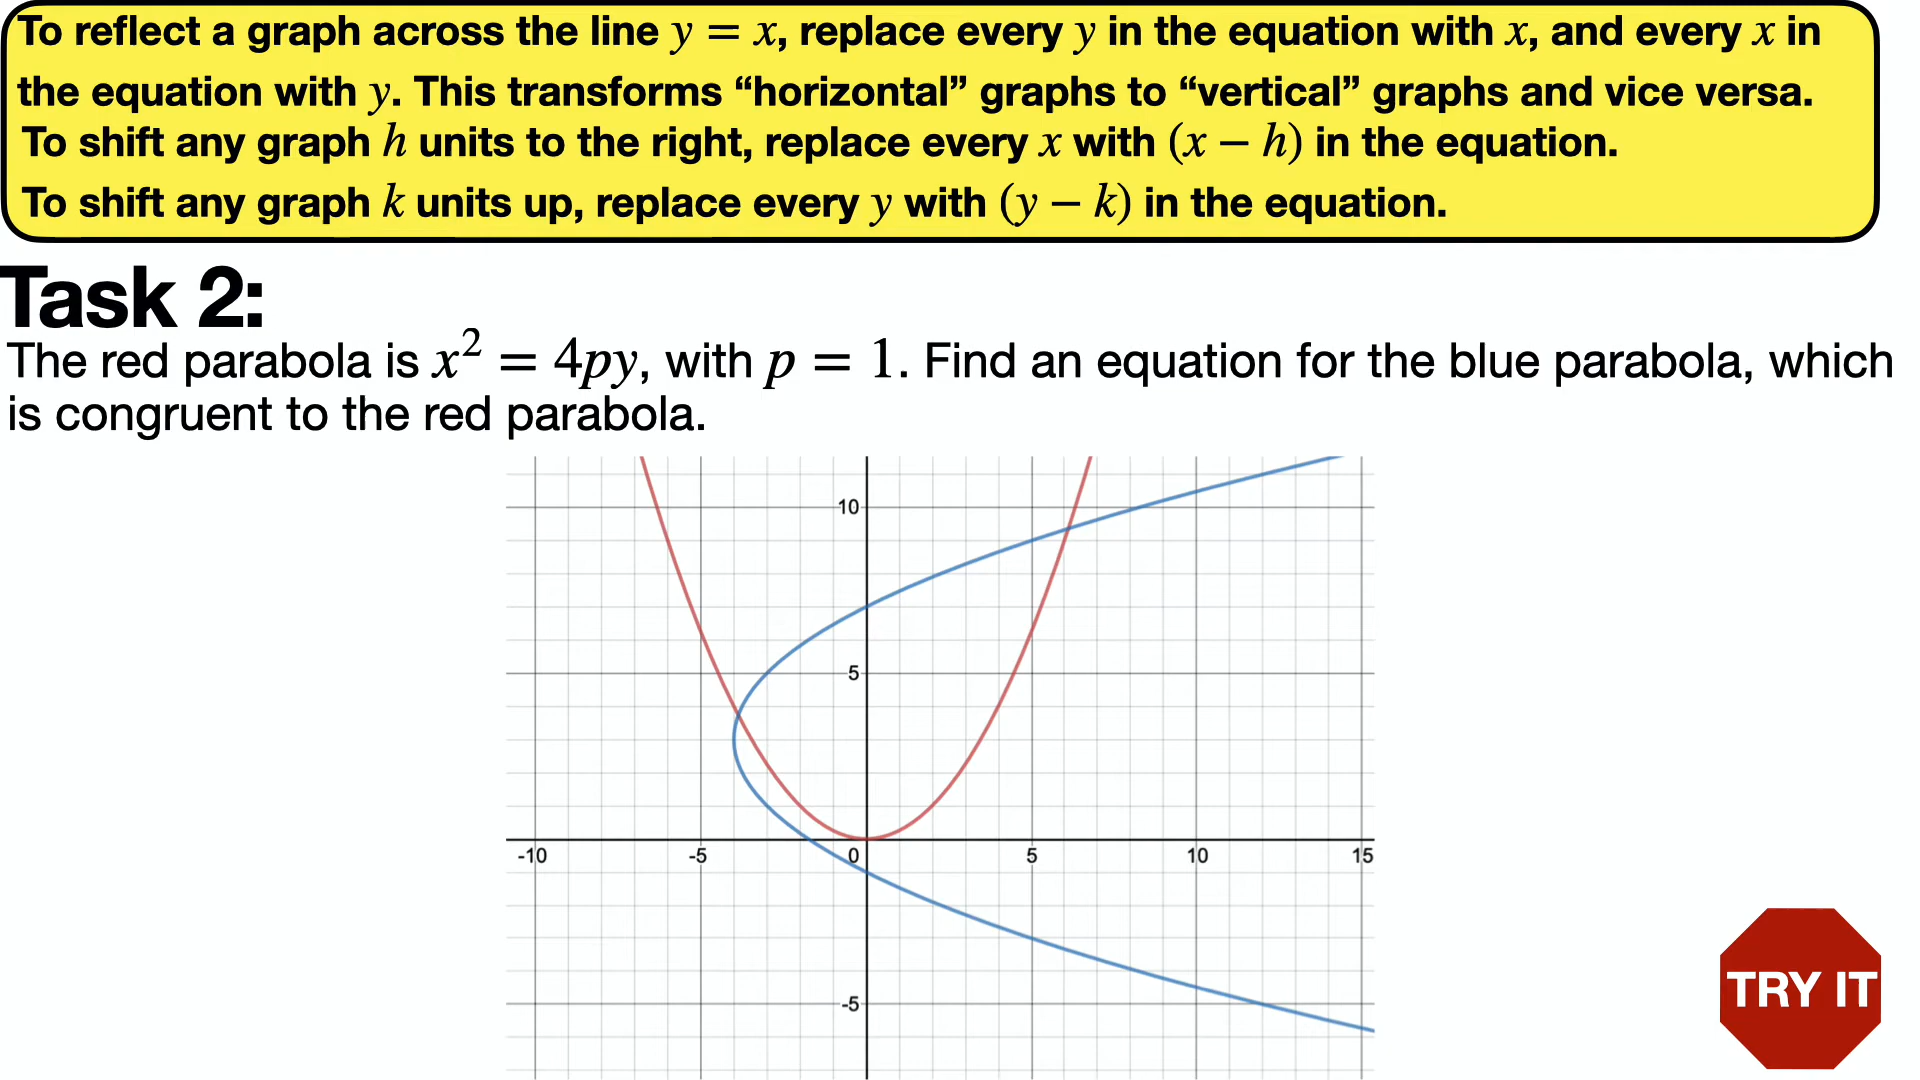 To reflect a graph across the line y = x, replace every y in the equation with x, and every x in
the equation with y. This transforms “horizontal” graphs to “vertical” graphs and vice versa.
To shift any graph h units to the right, replace every x with (x − h) in the equation.
To shift any graph k units up, replace every y with (y − k) in the equation.
Task 2:
The red parabola is x² = 4py, with p = 1. Find an equation for the blue parabola, which
is congruent to the red parabola.
10
5
-10 -5 0 5 10 15
-5
TRY IT